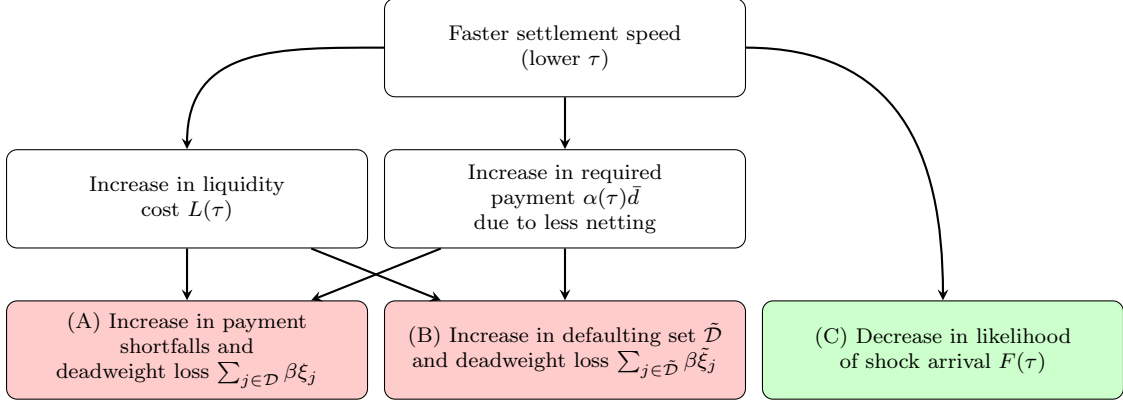 Faster settlement speed
(lower τ)
Increase in liquidity
cost L(τ)
Increase in required
payment α(τ)d̄
due to less netting
(A) Increase in payment
shortfalls and
deadweight loss ∑_{j∈𝒟} βξ_j
(B) Increase in defaulting set 𝒟̃
and deadweight loss ∑_{j∈𝒟̃} βξ̃_j
(C) Decrease in likelihood
of shock arrival F(τ)